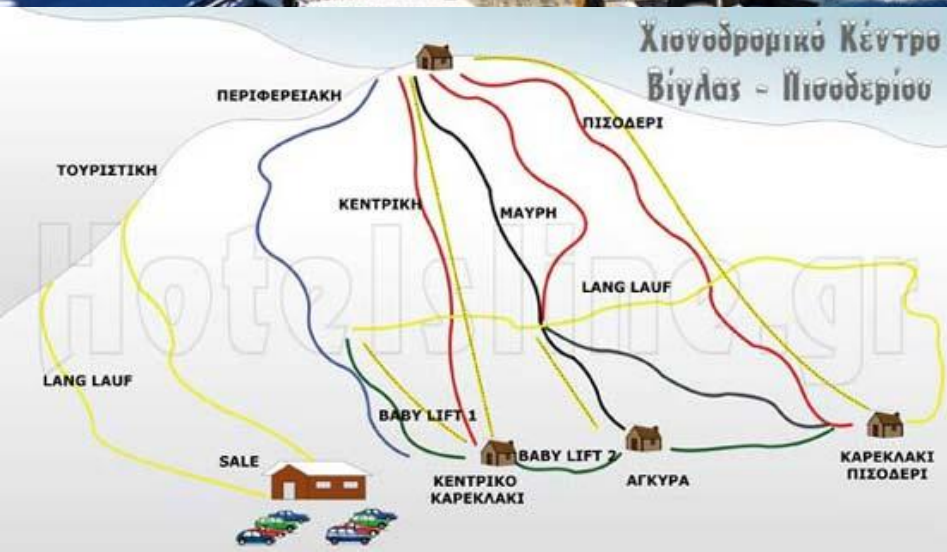 Χιονοδρομικό Κέντρο
Βίγλας - Πισοδερίου
ΠΕΡΙΦΕΡΕΙΑΚΗ
ΠΙΣΟΔΕΡΙ
ΤΟΥΡΙΣΤΙΚΗ
ΚΕΝΤΡΙΚΗ
ΜΑΥΡΗ
Hotelsline.gr
LANG LAUF
LANG LAUF
BABY LIFT 1
SALE
BABY LIFT 2
ΚΕΝΤΡΙΚΟ
ΚΑΡΕΚΛΑΚΙ
ΑΓΚΥΡΑ
ΚΑΡΕΚΛΑΚΙ
ΠΙΣΟΔΕΡΙ